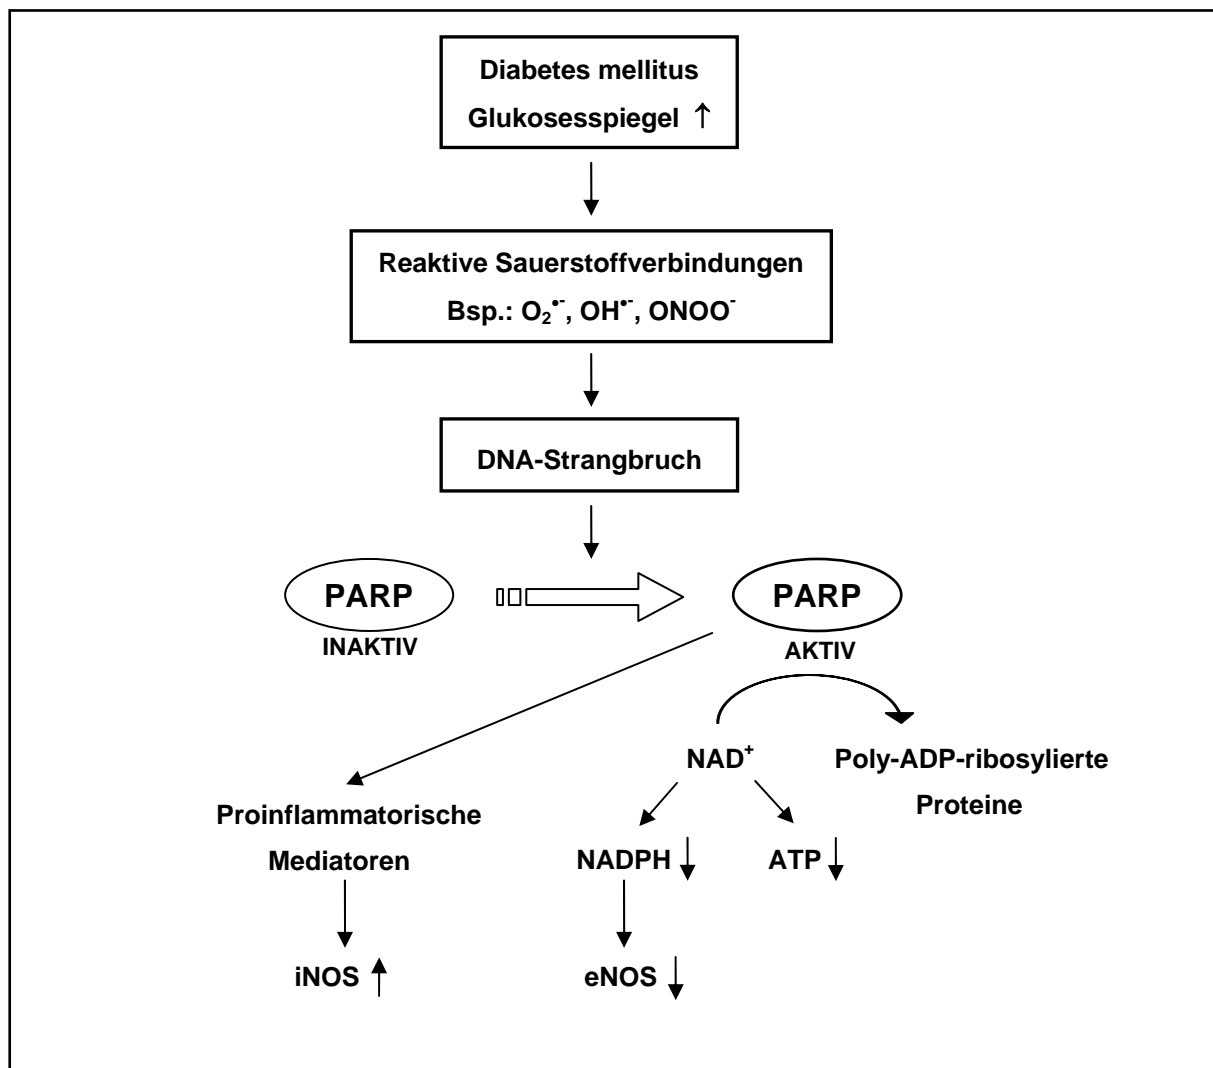 Diabetes mellitus
Glukosesspiegel ↑
Reaktive Sauerstoffverbindungen
Bsp.: O₂•⁻, OH•⁻, ONOO⁻
DNA-Strangbruch
PARP
INAKTIV
PARP
AKTIV
NAD⁺
Poly-ADP-ribosylierte
Proteine
Proinflammatorische
Mediatoren
NADPH ↓
ATP ↓
iNOS ↑
eNOS ↓